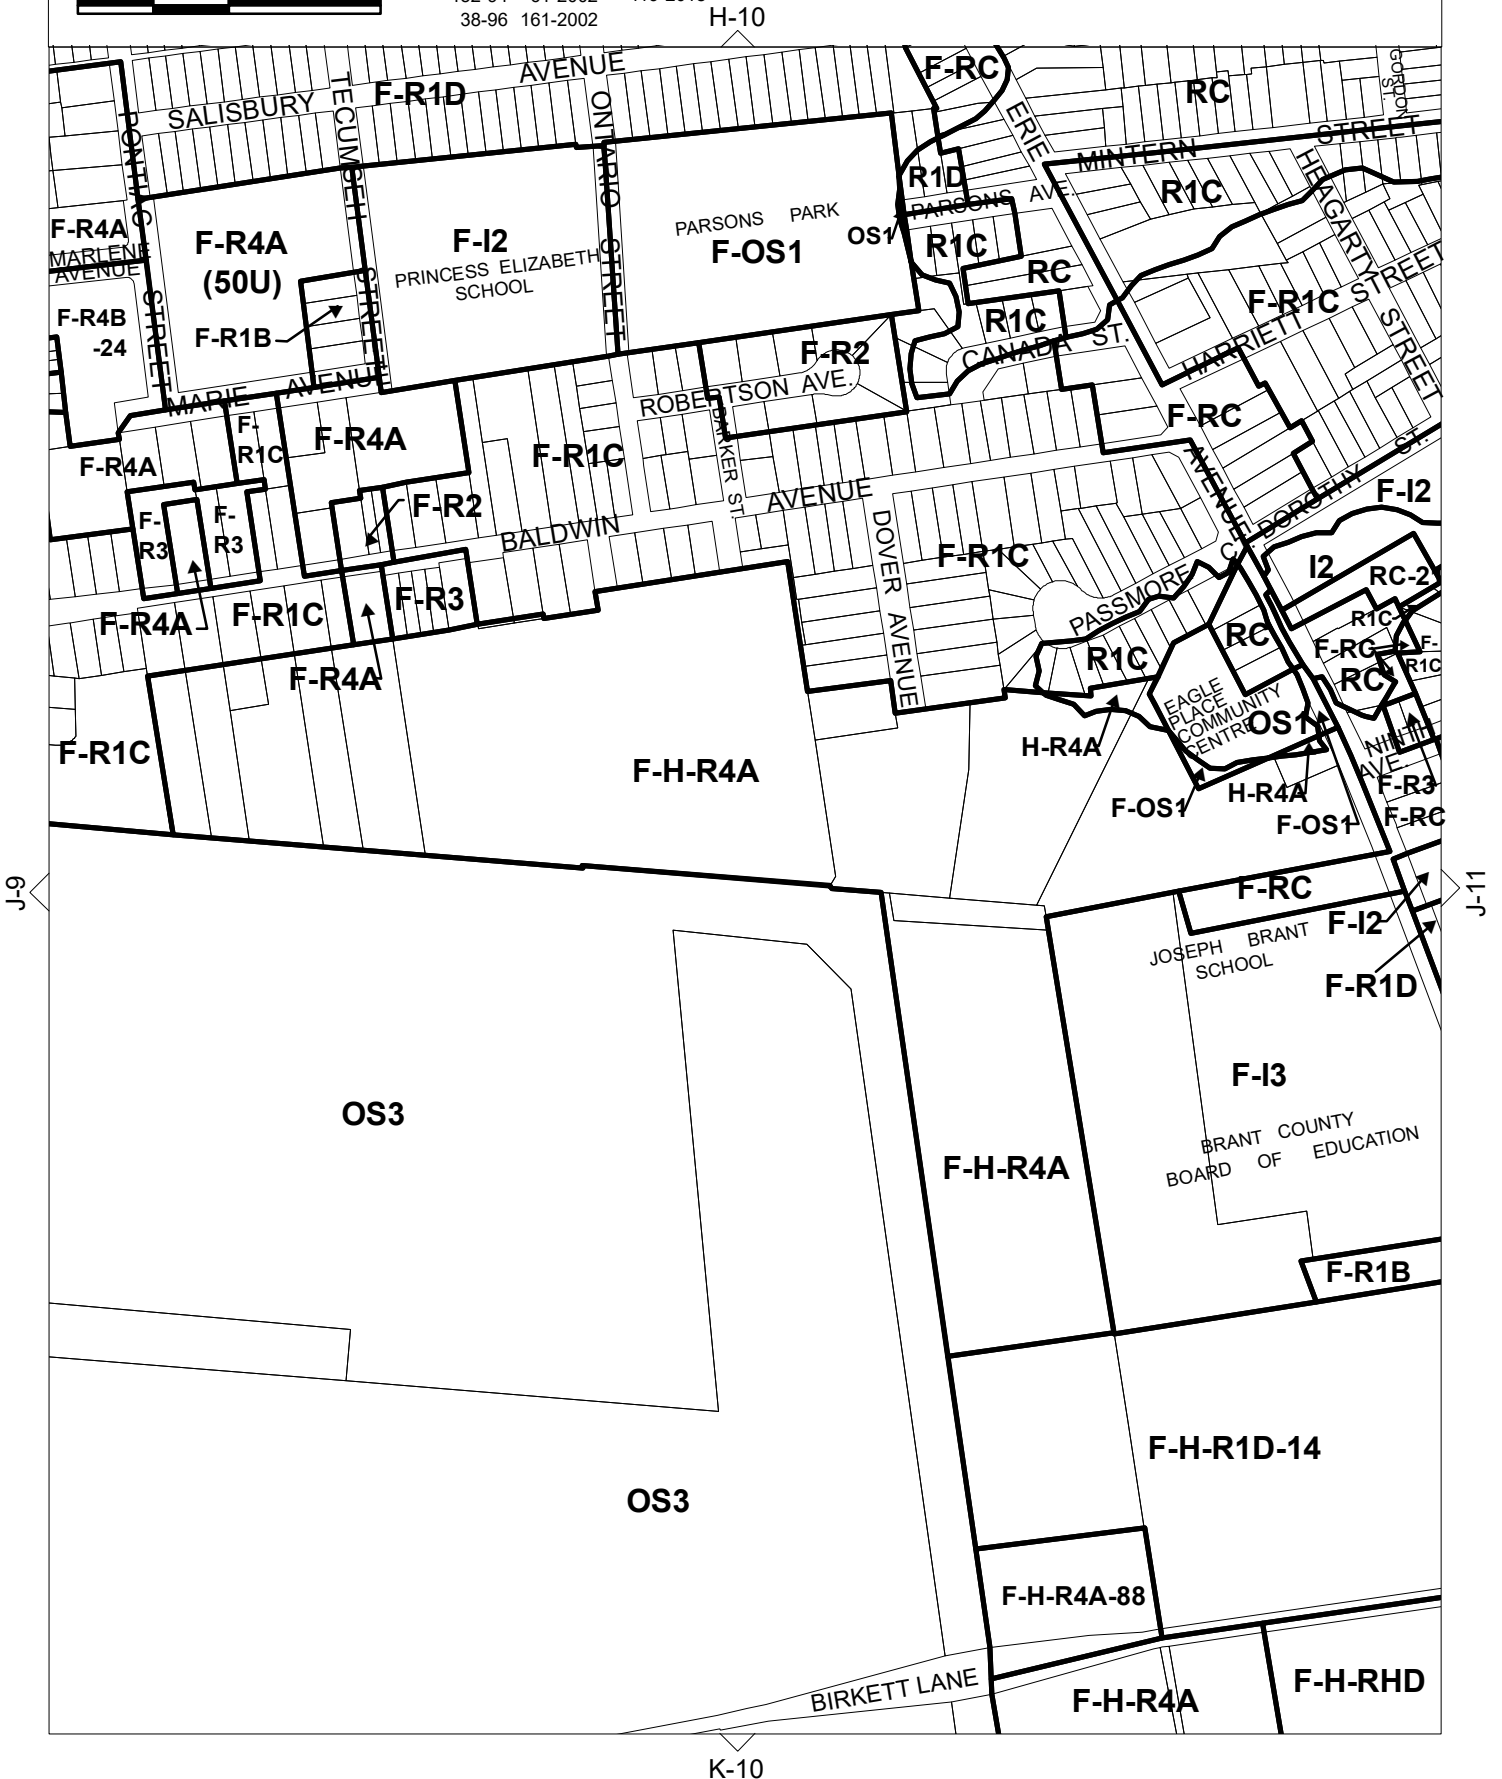 38-96 161-2002
H-10
AVENUE
F-R1D
SALISBURY
TECUMSEH
ONTARIO
F-RC
ERIE
RC
GORDON
ST.
STREET
MINTERN
PONTIAC
HEAGARTY
R1D
PARSONS AVE.
R1C
F-R4A
MARLENE
AVENUE
F-R4A
(50U)
F-I2
PRINCESS ELIZABETH
SCHOOL
PARSONS PARK
F-OS1
OS1
R1C
RC
F-R4B
-24
STREET
F-R1B
STREET
STREET
R1C
CANADA ST.
F-R1C
HARRIETT STREET
STREET
F-R2
ROBERTSON AVE.
MARIE AVENUE
F-R4A
F-
R1C
F-R4A
F-R1C
BARKER ST.
F-RC
AVENUE
DOROTHY ST.
F-I2
F-
R3
F-
R3
F-R2
BALDWIN AVENUE
DOVER AVENUE
F-R1C
PASSMORE
I2
RC-2
F-R4A
F-R1C
F-R3
F-R4A
R1C
RC
R1C
F-RC
F-
R1C
RC
EAGLE
PLACE
COMMUNITY
CENTRE
OS1
NINTH
AVE.
F-R1C
F-H-R4A
H-R4A
F-OS1
H-R4A
F-OS1
F-R3
F-RC
J-9
J-11
F-RC
F-I2
JOSEPH BRANT
SCHOOL
F-R1D
OS3
F-I3
BRANT COUNTY
BOARD OF EDUCATION
F-H-R4A
F-R1B
F-H-R1D-14
OS3
F-H-R4A-88
BIRKETT LANE
F-H-R4A
F-H-RHD
K-10